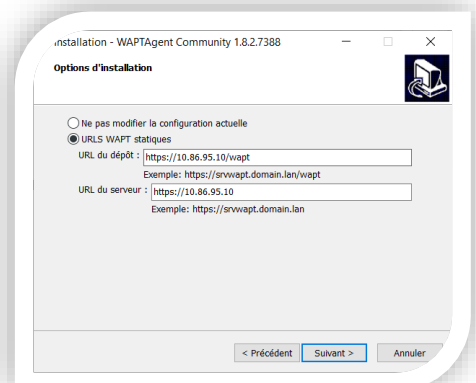 Installation - WAPTAgent Community 1.8.2.7388
Options d'installation
Ne pas modifier la configuration actuelle
URLS WAPT statiques
URL du dépôt : https://10.86.95.10/wapt
Exemple: https://srvwapt.domain.lan/wapt
URL du serveur : https://10.86.95.10
Exemple: https://srvwapt.domain.lan
< Précédent Suivant > Annuler